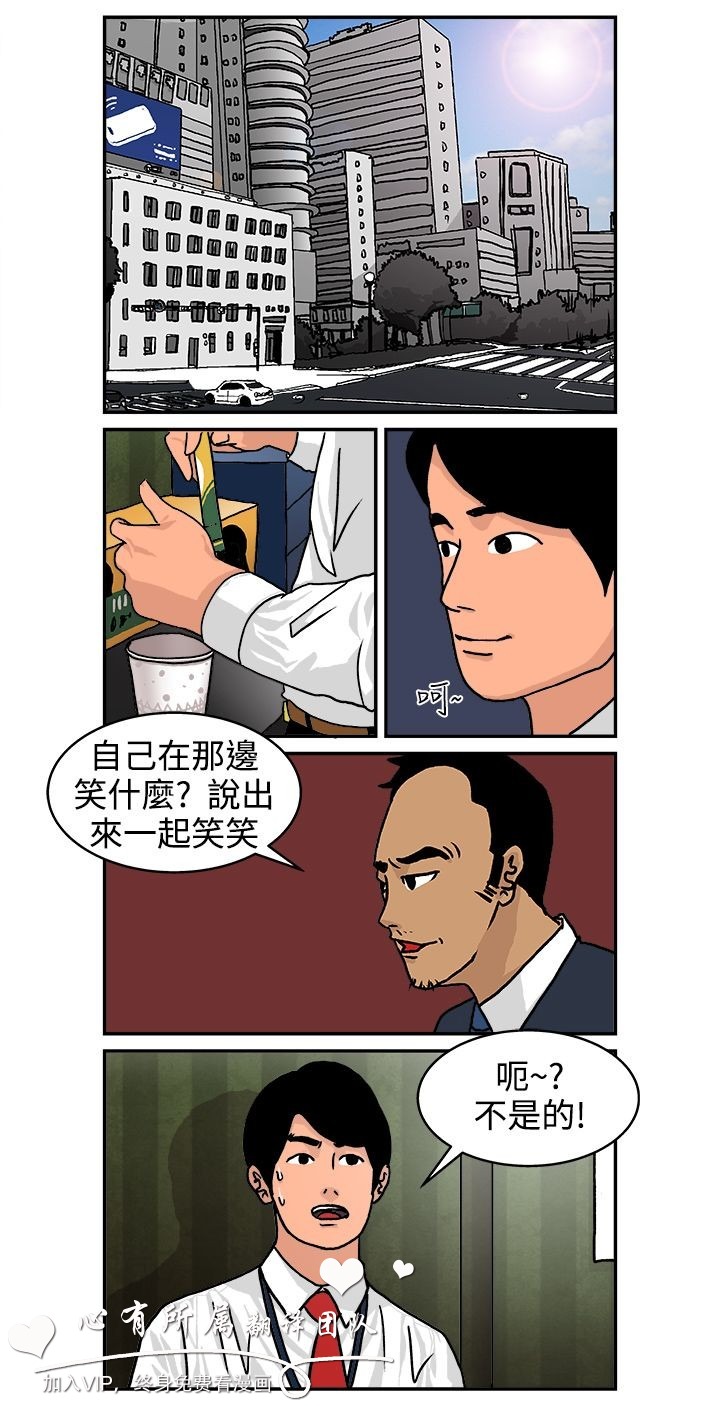 呵~
自己在那邊
笑什麼? 說出
來一起笑笑
呃~?
不是的!
心有所属翻译团队
加入VIP，终身免费看漫画